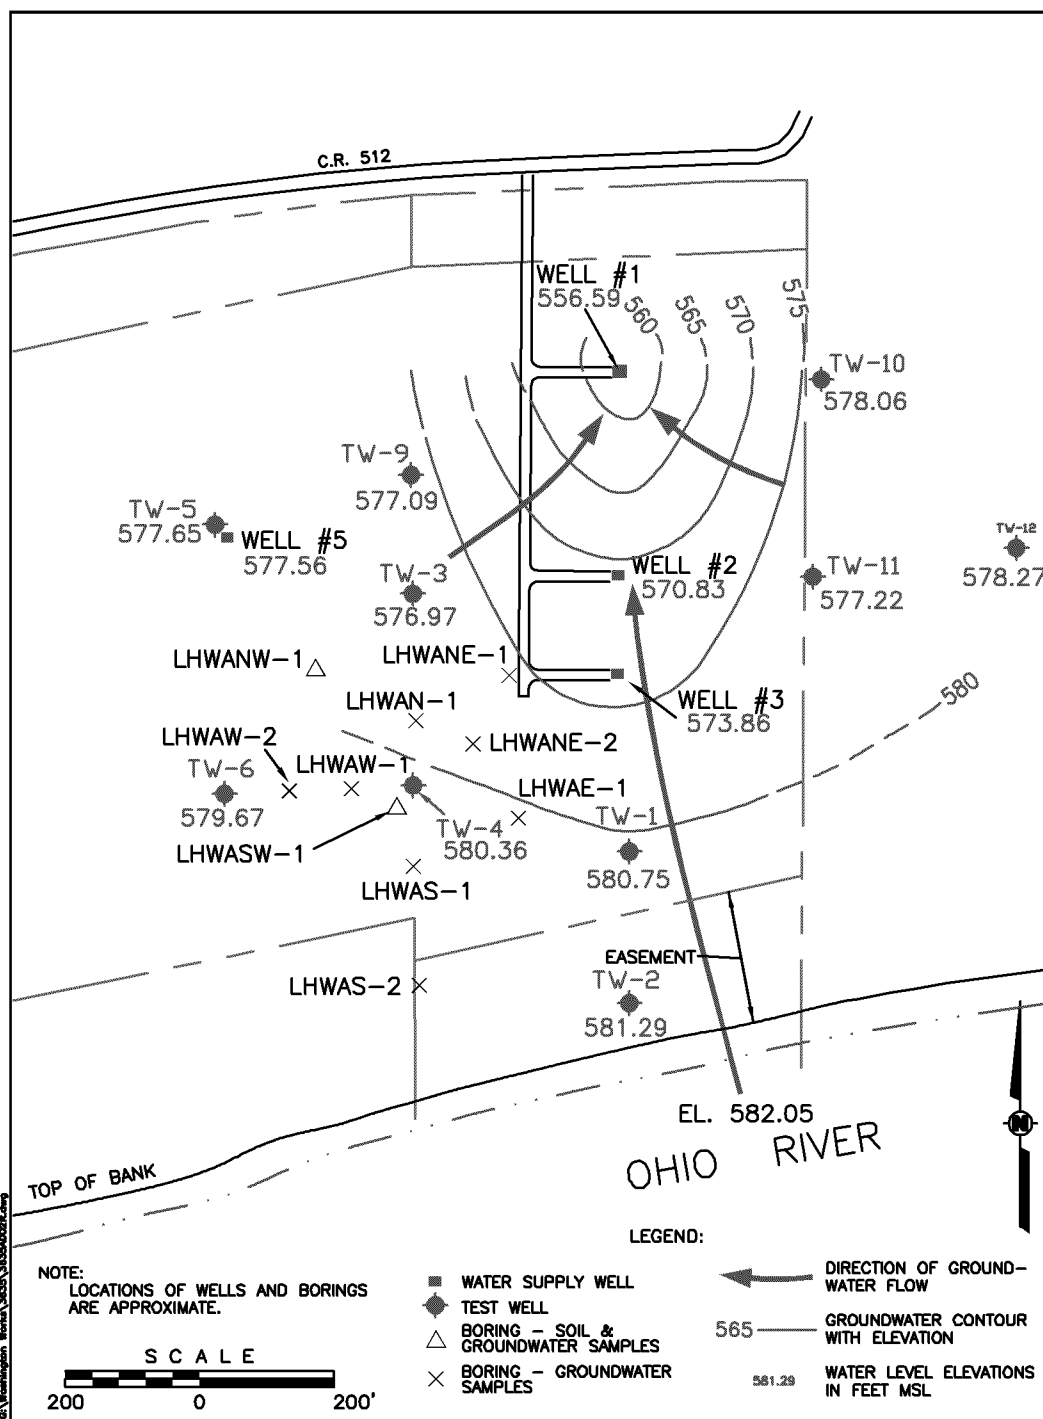 C.R. 512
WELL #1
556.59
560
565
570
575
TW-10
578.06
TW-9
577.09
TW-5
577.65
WELL #5
577.56
TW-12
578.27
WELL #2
570.83
TW-11
577.22
TW-3
576.97
LHWANW-1
LHWANE-1
580
WELL #3
573.86
LHWAN-1
LHWAW-2
LHWANE-2
LHWAW-1
TW-6
579.67
LHWAE-1
TW-1
TW-4
580.36
LHWASW-1
580.75
LHWAS-1
EASEMENT
LHWAS-2
TW-2
581.29
EL. 582.05
OHIO RIVER
TOP OF BANK
N
LEGEND:
NOTE:
LOCATIONS OF WELLS AND BORINGS
ARE APPROXIMATE.
SCALE
200 0 200'
WATER SUPPLY WELL
TEST WELL
BORING - SOIL &
GROUNDWATER SAMPLES
BORING - GROUNDWATER
SAMPLES
DIRECTION OF GROUND-
WATER FLOW
565
GROUNDWATER CONTOUR
WITH ELEVATION
581.29
WATER LEVEL ELEVATIONS
IN FEET MSL